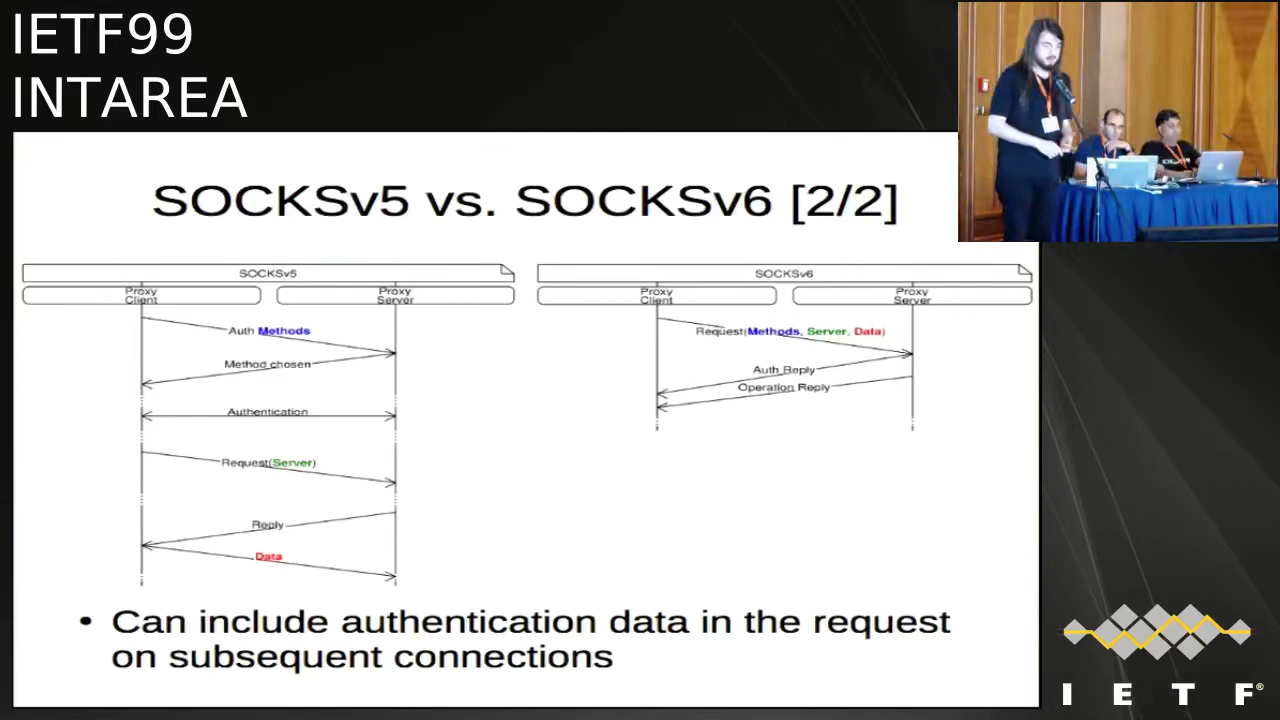 IETF99
INTAREA
SOCKSv5 vs. SOCKSv6 [2/2]
SOCKSv5
Proxy
Client
Proxy
Server
Auth Methods
Method chosen
Authentication
Request(Server)
Reply
Data
SOCKSv6
Proxy
Client
Proxy
Server
Request(Methods, Server, Data)
Auth Reply
Operation Reply
• Can include authentication data in the request
on subsequent connections
I E T F®